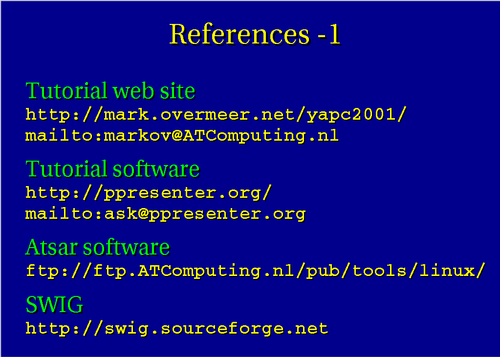 References -1
Tutorial web site
http://mark.overmeer.net/yapc2001/
mailto:markov@ATComputing.nl
Tutorial software
http://ppresenter.org/
mailto:ask@ppresenter.org
Atsar software
ftp://ftp.ATComputing.nl/pub/tools/linux/
SWIG
http://swig.sourceforge.net